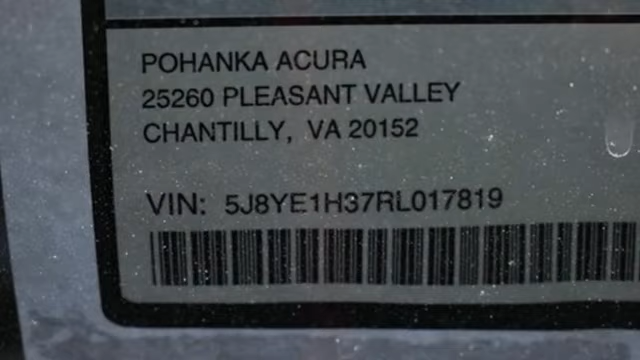 POHANKA ACURA
25260 PLEASANT VALLEY
CHANTILLY, VA 20152
VIN: 5J8YE1H37RL017819